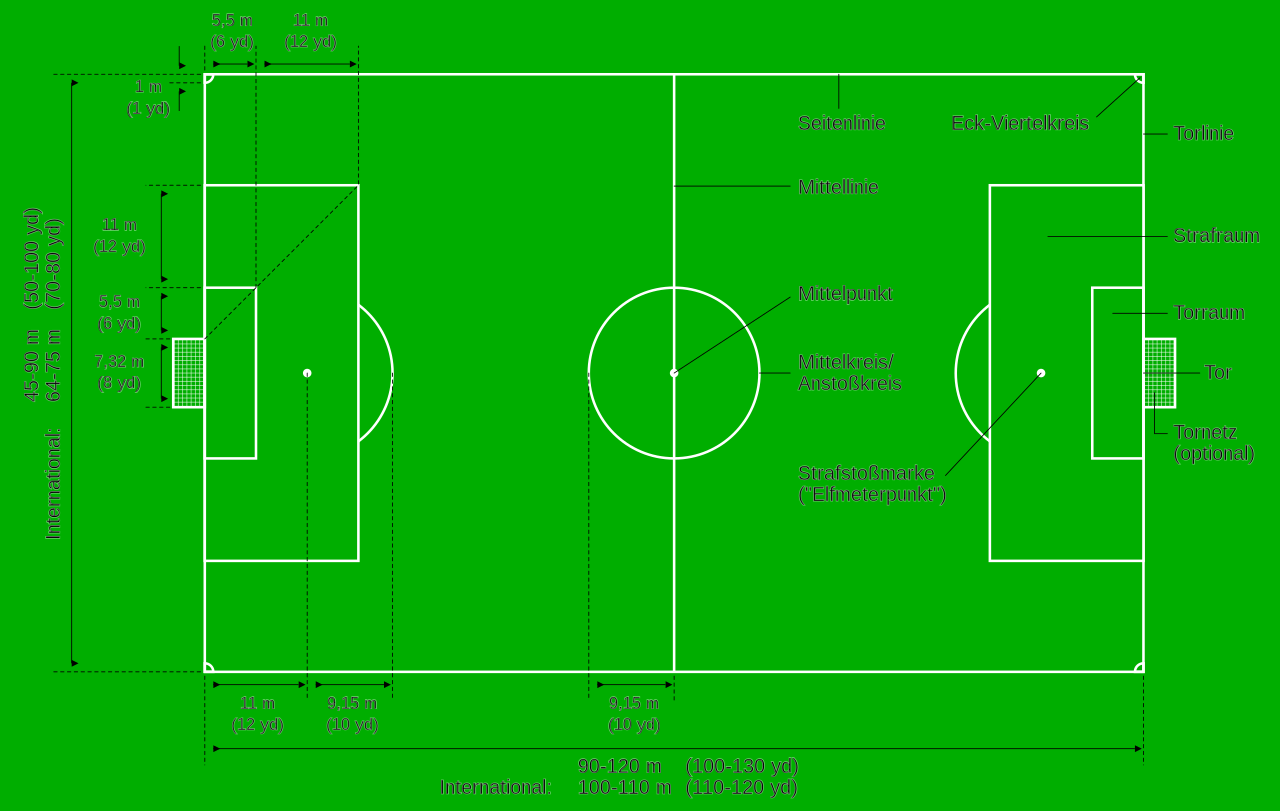 5,5 m
(6 yd)
11 m
(12 yd)
1 m
(1 yd)
Seitenlinie
Eck-Viertelkreis
Torlinie
Mittellinie
11 m
(12 yd)
Strafraum
45-90 m (50-100 yd)
International: 64-75 m (70-80 yd)
5,5 m
(6 yd)
Mittelpunkt
Torraum
7,32 m
(8 yd)
Mittelkreis/
Anstoßkreis
Tor
Tornetz
(optional)
Strafstoßmarke
("Elfmeterpunkt")
11 m
(12 yd)
9,15 m
(10 yd)
9,15 m
(10 yd)
90-120 m (100-130 yd)
International: 100-110 m (110-120 yd)